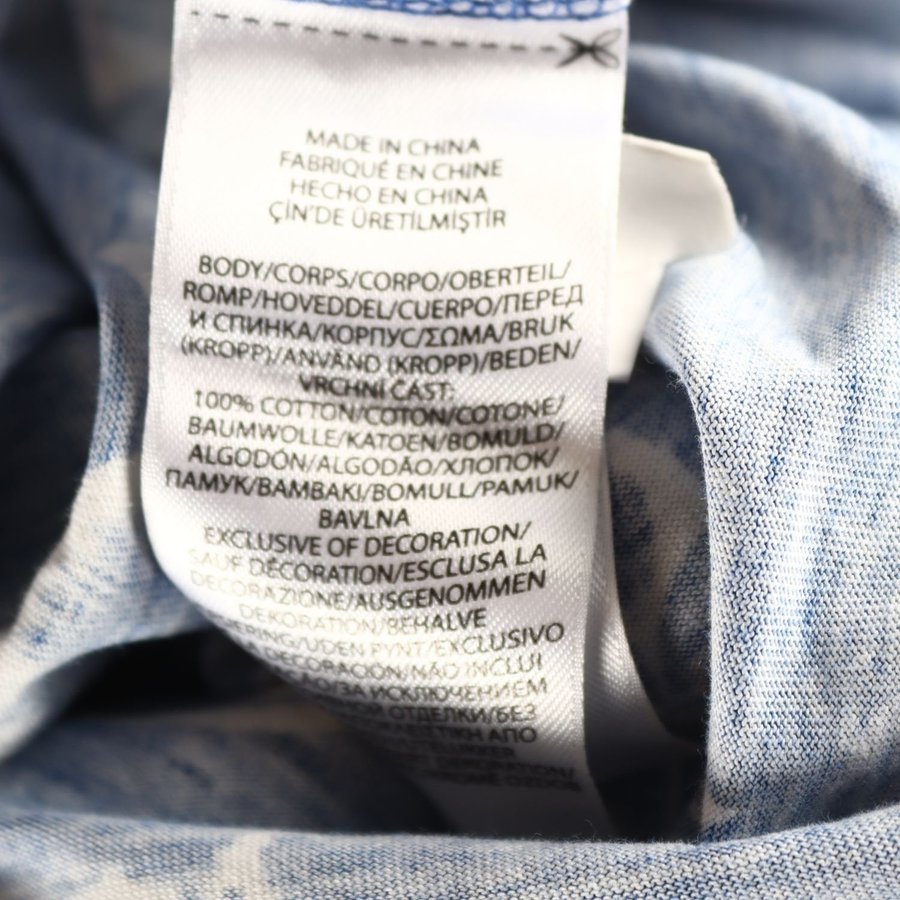 MADE IN CHINA
FABRIQUÉ EN CHINE
HECHO EN CHINA
ÇİN'DE ÜRETİLMİŞTİR
BODY/CORPS/CORPO/OBERTEIL/
ROMP/HOVEDDEL/CUERPO/ПЕРЕД
И СПИНКА/КОРПУС/ΣΩΜΑ/BRUK
(KROPP)/ANVÄND (KROPP)/BEDEN/
VRCHNÍ ČÁST:
100% COTTON/COTON/COTONE/
BAUMWOLLE/KATOEN/BOMULD/
ALGODÓN/ALGODÃO/ХЛОПОК/
ПАМУК/ΒΑΜΒΑΚΙ/BOMULL/PAMUK/
BAVLNA
EXCLUSIVE OF DECORATION/
SAUF DÉCORATION/ESCLUSA LA
DECORAZIONE/AUSGENOMMEN
DEKORATION/BEHALVE
UDEN PYNT/EXCLUSIVO
DECORACIÓN/NÃO INCLUI
ЗА ИСКЛЮЧЕНИЕМ
ОТДЕЛКИ/БЕЗ
ΑΠΟ